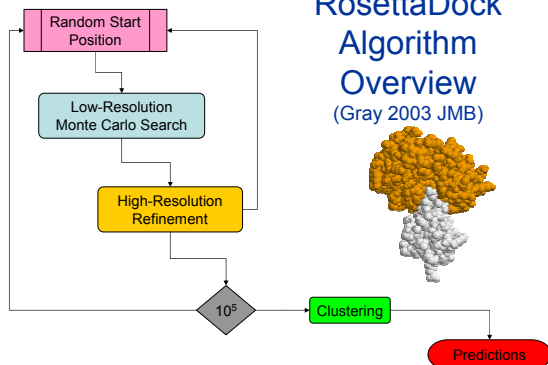 RosettaDock
Algorithm
Overview
(Gray 2003 JMB)
Random Start
Position
Low-Resolution
Monte Carlo Search
High-Resolution
Refinement
10⁵
Clustering
Predictions